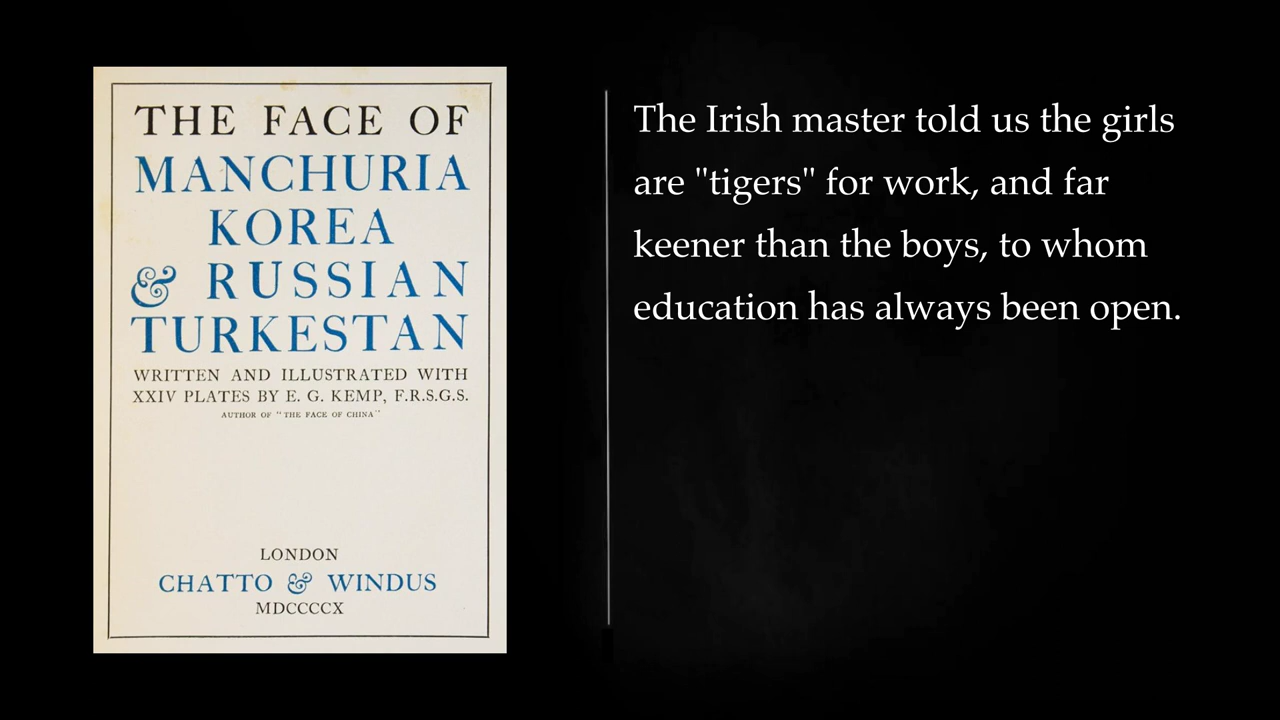 THE FACE OF
MANCHURIA
KOREA
& RUSSIAN
TURKESTAN
WRITTEN AND ILLUSTRATED WITH
XXIV PLATES BY E. G. KEMP, F.R.S.G.S.
AUTHOR OF "THE FACE OF CHINA"
LONDON
CHATTO & WINDUS
MDCCCCX
The Irish master told us the girls
are "tigers" for work, and far
keener than the boys, to whom
education has always been open.